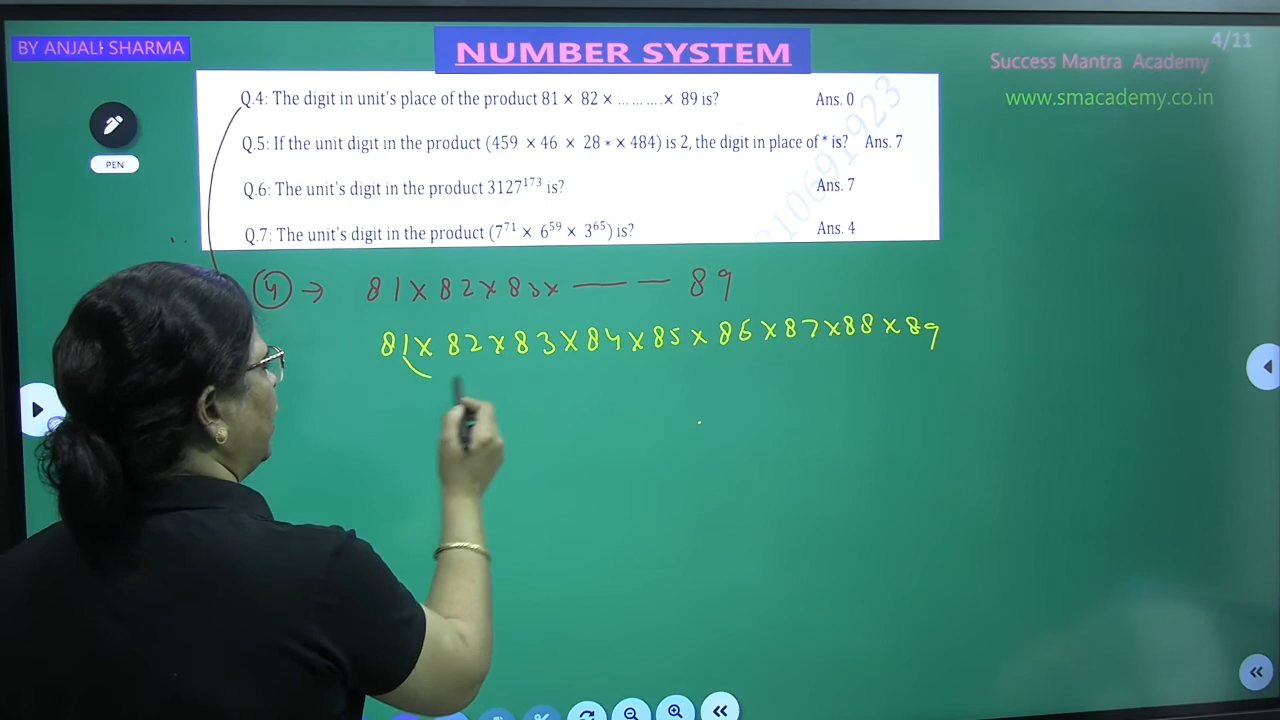 BY ANJALI SHARMA
NUMBER SYSTEM
4/11
Success Mantra Academy
www.smacademy.co.in
PEN
Q.4: The digit in unit's place of the product 81 × 82 × … … … . × 89 is? Ans. 0
Q.5: If the unit digit in the product (459 × 46 × 28 * × 484) is 2, the digit in place of * is? Ans. 7
Q.6: The unit's digit in the product 3127¹⁷³ is? Ans. 7
Q.7: The unit's digit in the product (7⁷¹ × 6⁵⁹ × 3⁶⁵) is? Ans. 4
④ → 81 × 82 × 83 × — — 89
81 × 82 × 83 × 84 × 85 × 86 × 87 × 88 × 89